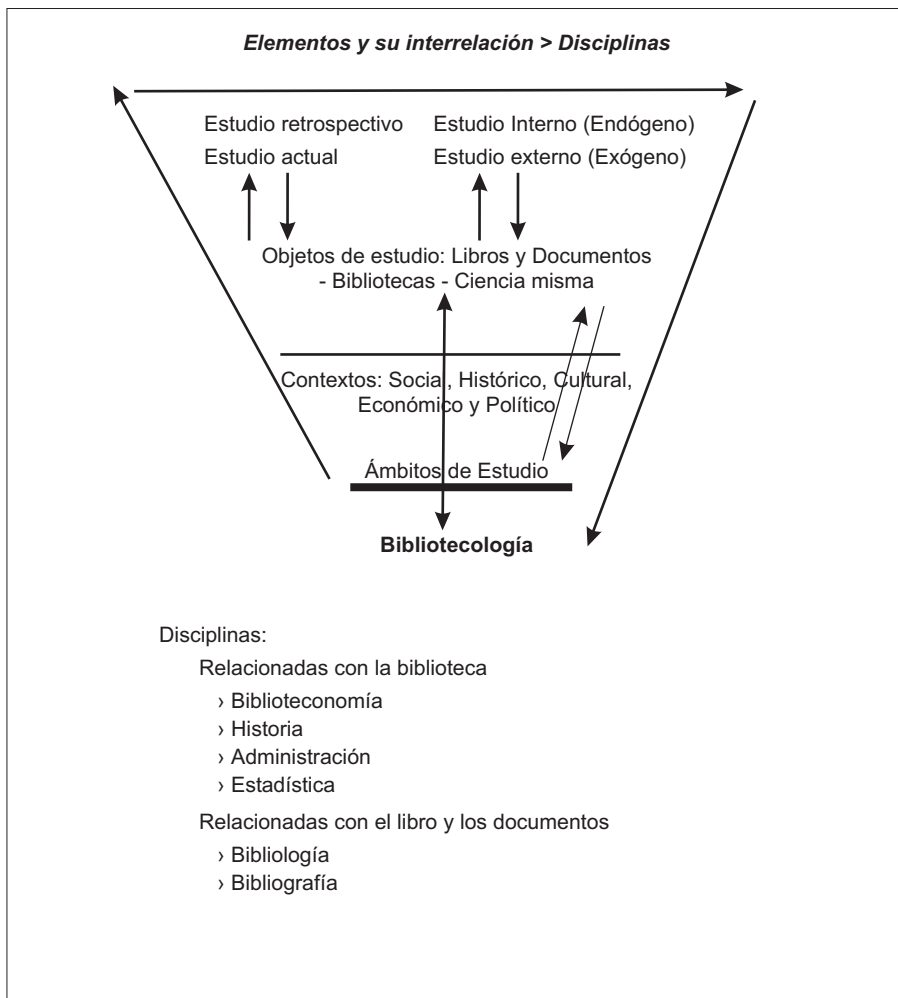 Elementos y su interrelación > Disciplinas
Estudio retrospectivo Estudio Interno (Endógeno)
Estudio actual Estudio externo (Exógeno)
Objetos de estudio: Libros y Documentos
- Bibliotecas - Ciencia misma
Contextos: Social, Histórico, Cultural,
Económico y Político
Ámbitos de Estudio
Bibliotecología
Disciplinas:
Relacionadas con la biblioteca
› Biblioteconomía
› Historia
› Administración
› Estadística
Relacionadas con el libro y los documentos
› Bibliología
› Bibliografía